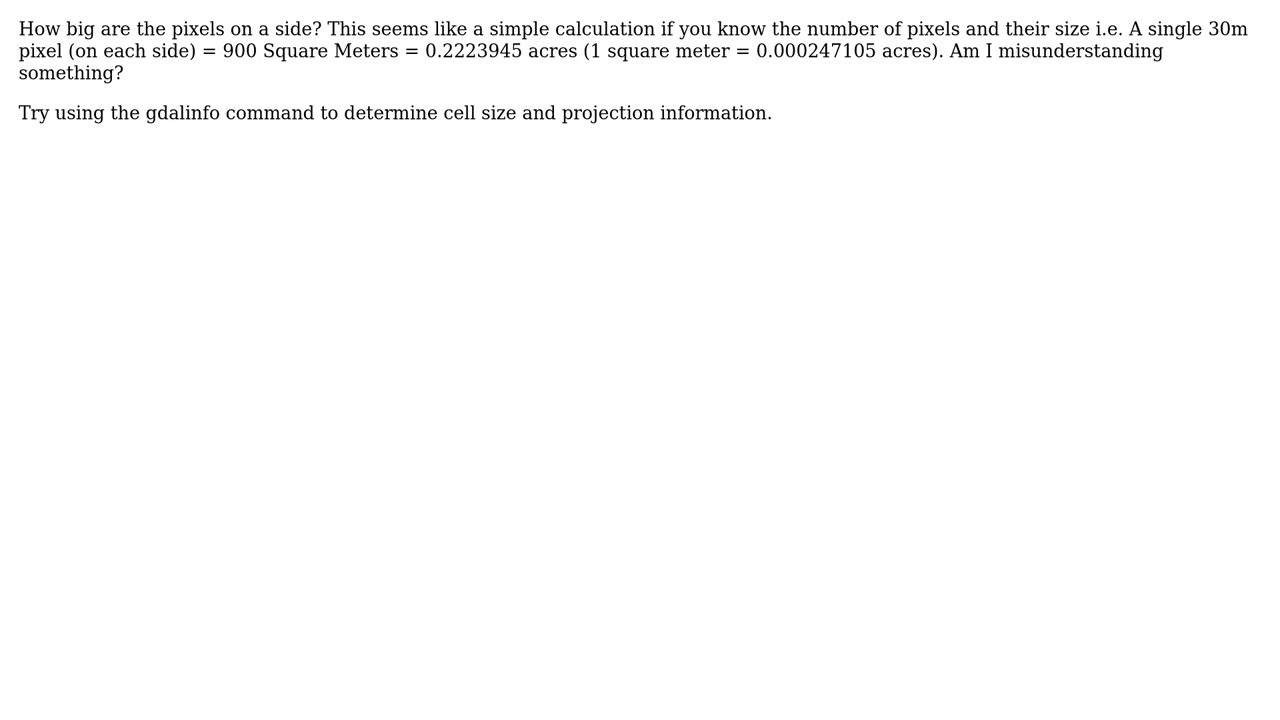 How big are the pixels on a side? This seems like a simple calculation if you know the number of pixels and their size i.e. A single 30m
pixel (on each side) = 900 Square Meters = 0.2223945 acres (1 square meter = 0.000247105 acres). Am I misunderstanding
something?
Try using the gdalinfo command to determine cell size and projection information.